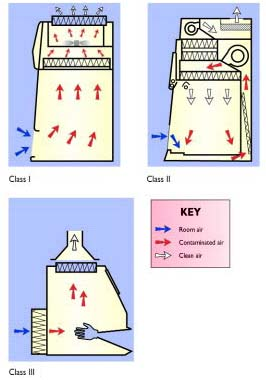 Class I
Class II
KEY
Room air
Contaminated air
Clean air
Class III